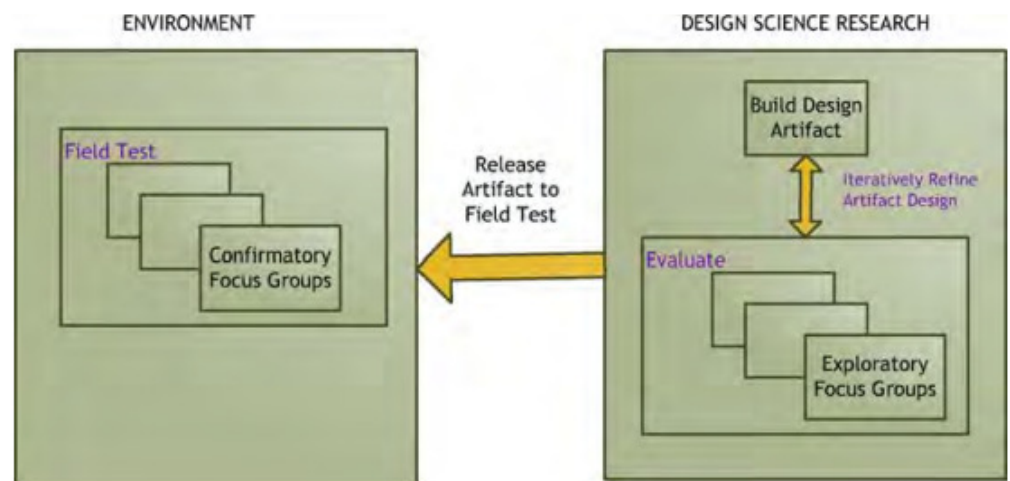 ENVIRONMENT
Field Test
Confirmatory
Focus Groups
Release
Artifact to
Field Test
DESIGN SCIENCE RESEARCH
Build Design
Artifact
Iteratively Refine
Artifact Design
Evaluate
Exploratory
Focus Groups